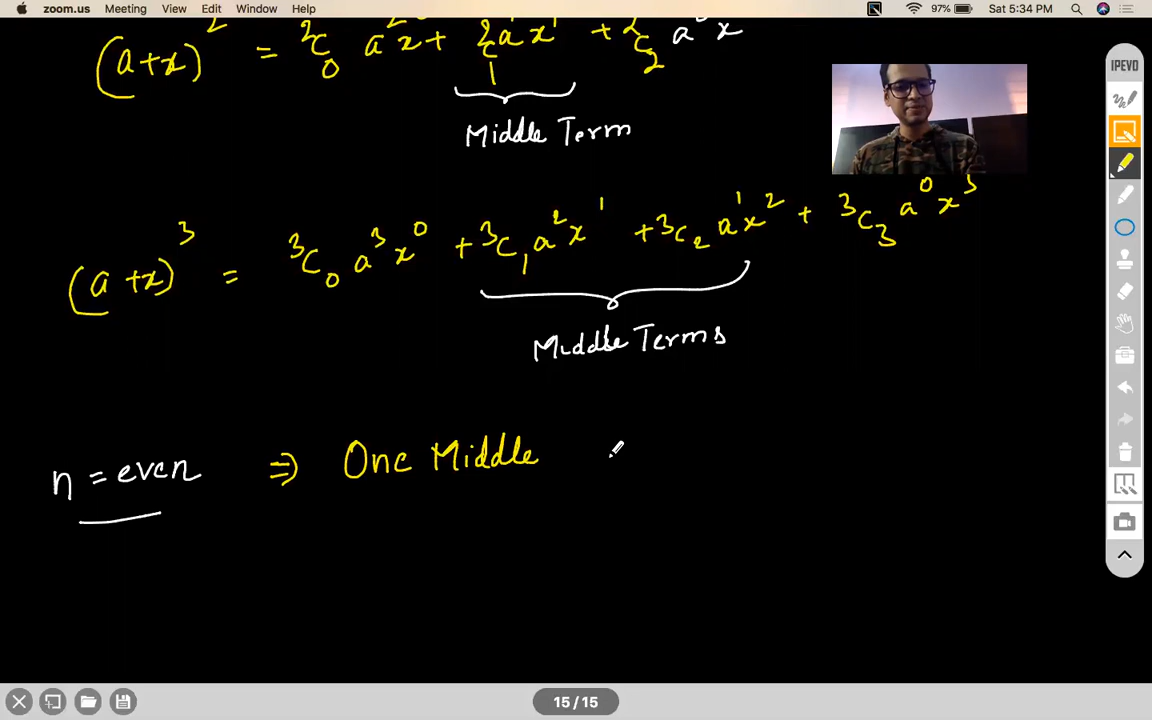 zoom.us Meeting View Edit Window Help 97% Sat 5:34 PM
(a+x)² = ²C₀ a² x + ²C₁ a¹ x¹ + ²C₂ a⁰ x
Middle Term
IPEVO
(a+x)³ = ³C₀ a³ x⁰ + ³C₁ a² x¹ + ³C₂ a¹ x² + ³C₃ a⁰ x³
Middle Terms
n = even ⇒ One Middle
15 / 15